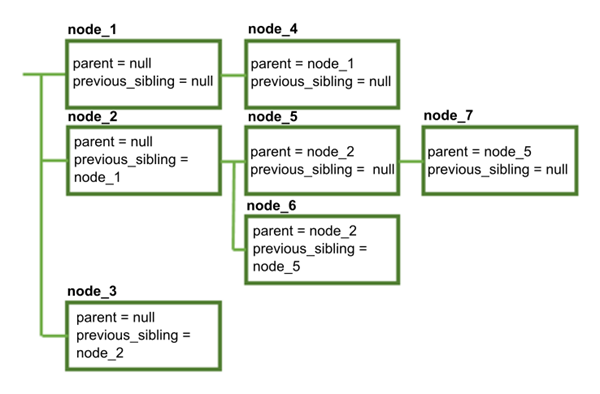 node_1
parent = null
previous_sibling = null
node_4
parent = node_1
previous_sibling = null
node_2
parent = null
previous_sibling =
node_1
node_5
parent = node_2
previous_sibling =  null
node_7
parent = node_5
previous_sibling = null
node_6
parent = node_2
previous_sibling =
node_5
node_3
parent = null
previous_sibling =
node_2